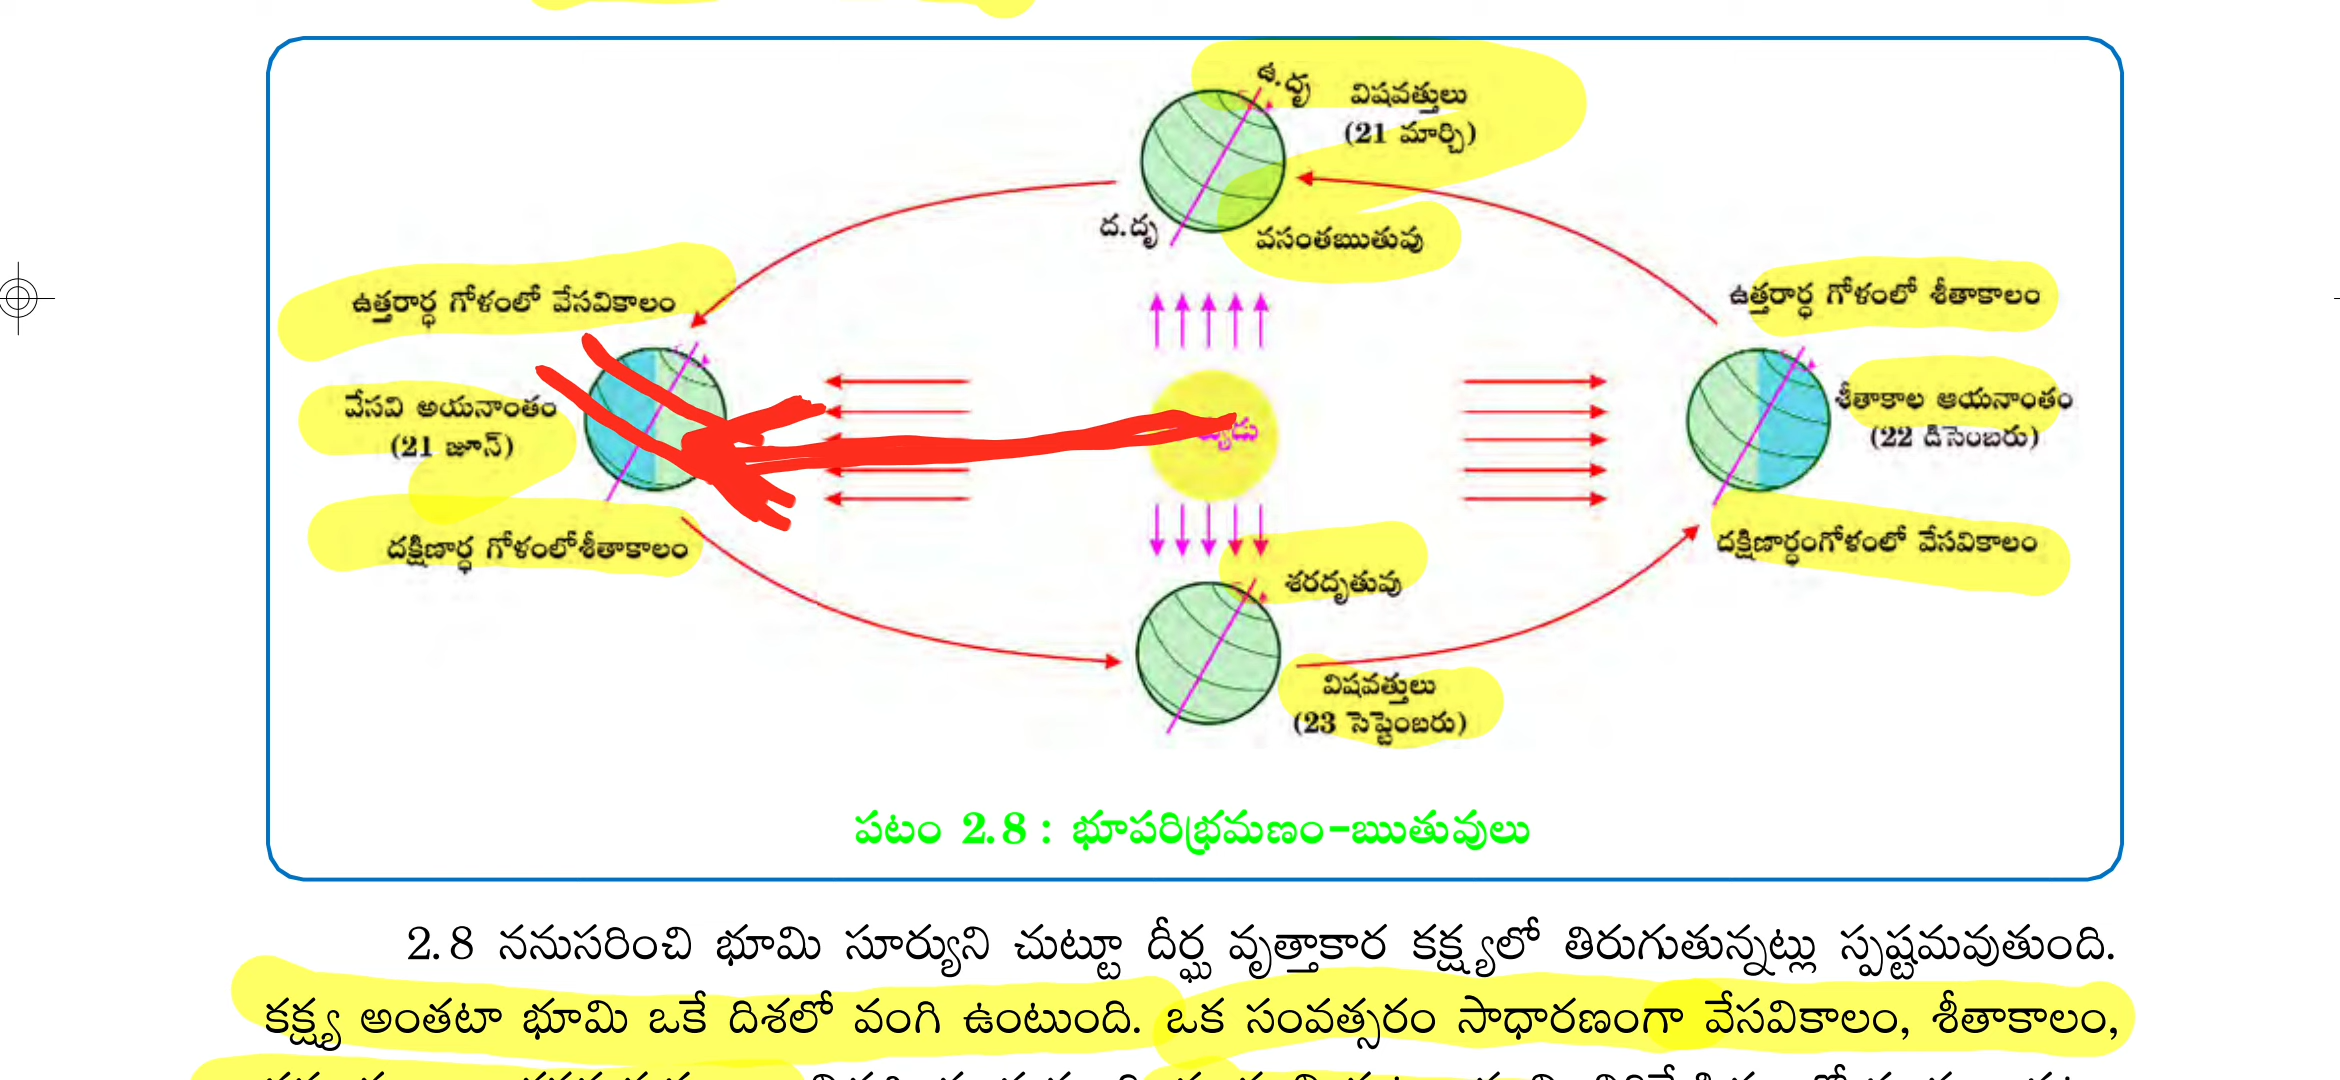 ఉ.ధృ
విషవత్తులు
(21 మార్చి)
ద.దృ
వసంతఋతువు
ఉత్తరార్ధ గోళంలో వేసవికాలం
ఉత్తరార్ధ గోళంలో శీతాకాలం
వేసవి అయనాంతం
(21 జూన్)
శీతాకాల ఆయనాంతం
(22 డిసెంబరు)
దక్షిణార్ధ గోళంలోశీతాకాలం
దక్షిణార్ధంగోళంలో వేసవికాలం
శరదృతువు
విషవత్తులు
(23 సెప్టెంబరు)
పటం 2.8 : భూపరిభ్రమణం-ఋతువులు
2.8 ననుసరించి భూమి సూర్యుని చుట్టూ దీర్ఘ వృత్తాకార కక్ష్యలో తిరుగుతున్నట్లు స్పష్టమవుతుంది.
కక్ష్య అంతటా భూమి ఒకే దిశలో వంగి ఉంటుంది. ఒక సంవత్సరం సాధారణంగా వేసవికాలం, శీతాకాలం,